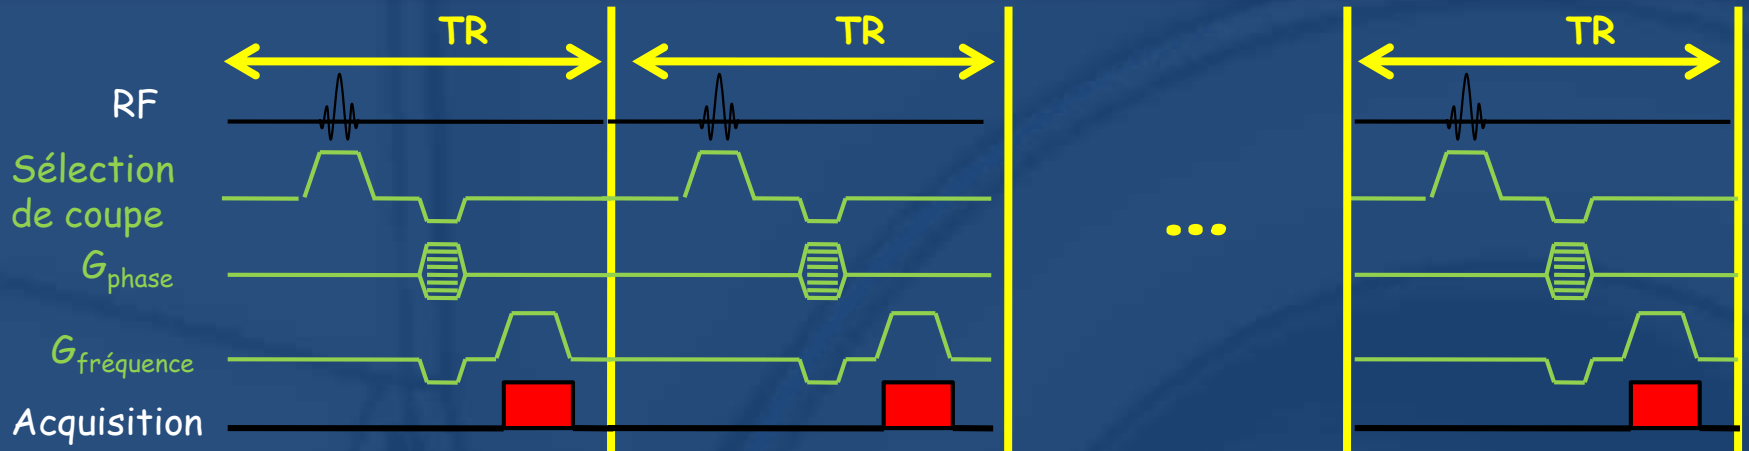 TR TR TR
RF
Sélection
de coupe
...
Gphase
Gfréquence
Acquisition